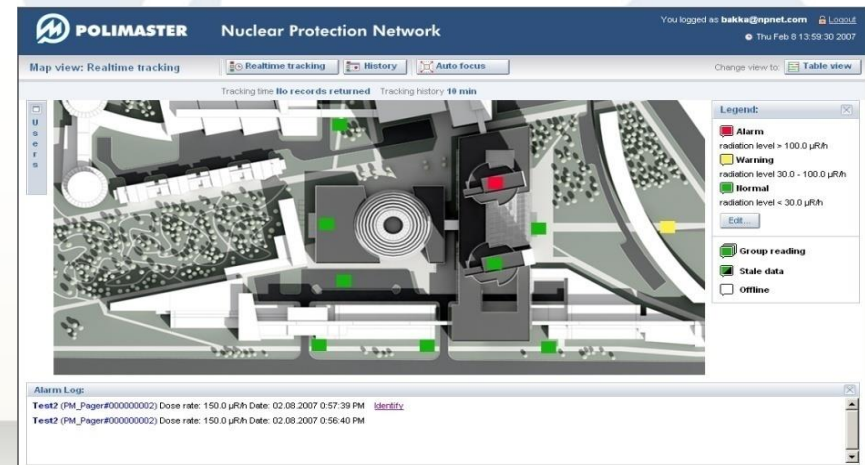 POLIMASTER
Nuclear Protection Network
You logged as bakka@npnet.com Logout
Thu Feb 8 13:59:30 2007
Map view: Realtime tracking
Realtime tracking
History
Auto focus
Change view to: Table view
Tracking time No records returned Tracking history 10 min
Users
Legend:
Alarm
radiation level > 100.0 µR/h
Warning
radiation level 30.0 - 100.0 µR/h
Normal
radiation level < 30.0 µR/h
Edit...
Group reading
Stale data
Offline
Alarm Log:
Test2 (PM_Pager#000000002) Dose rate: 150.0 µR/h Date: 02.08.2007 0:57:39 PM Identify
Test2 (PM_Pager#000000002) Dose rate: 150.0 µR/h Date: 02.08.2007 0:56:40 PM